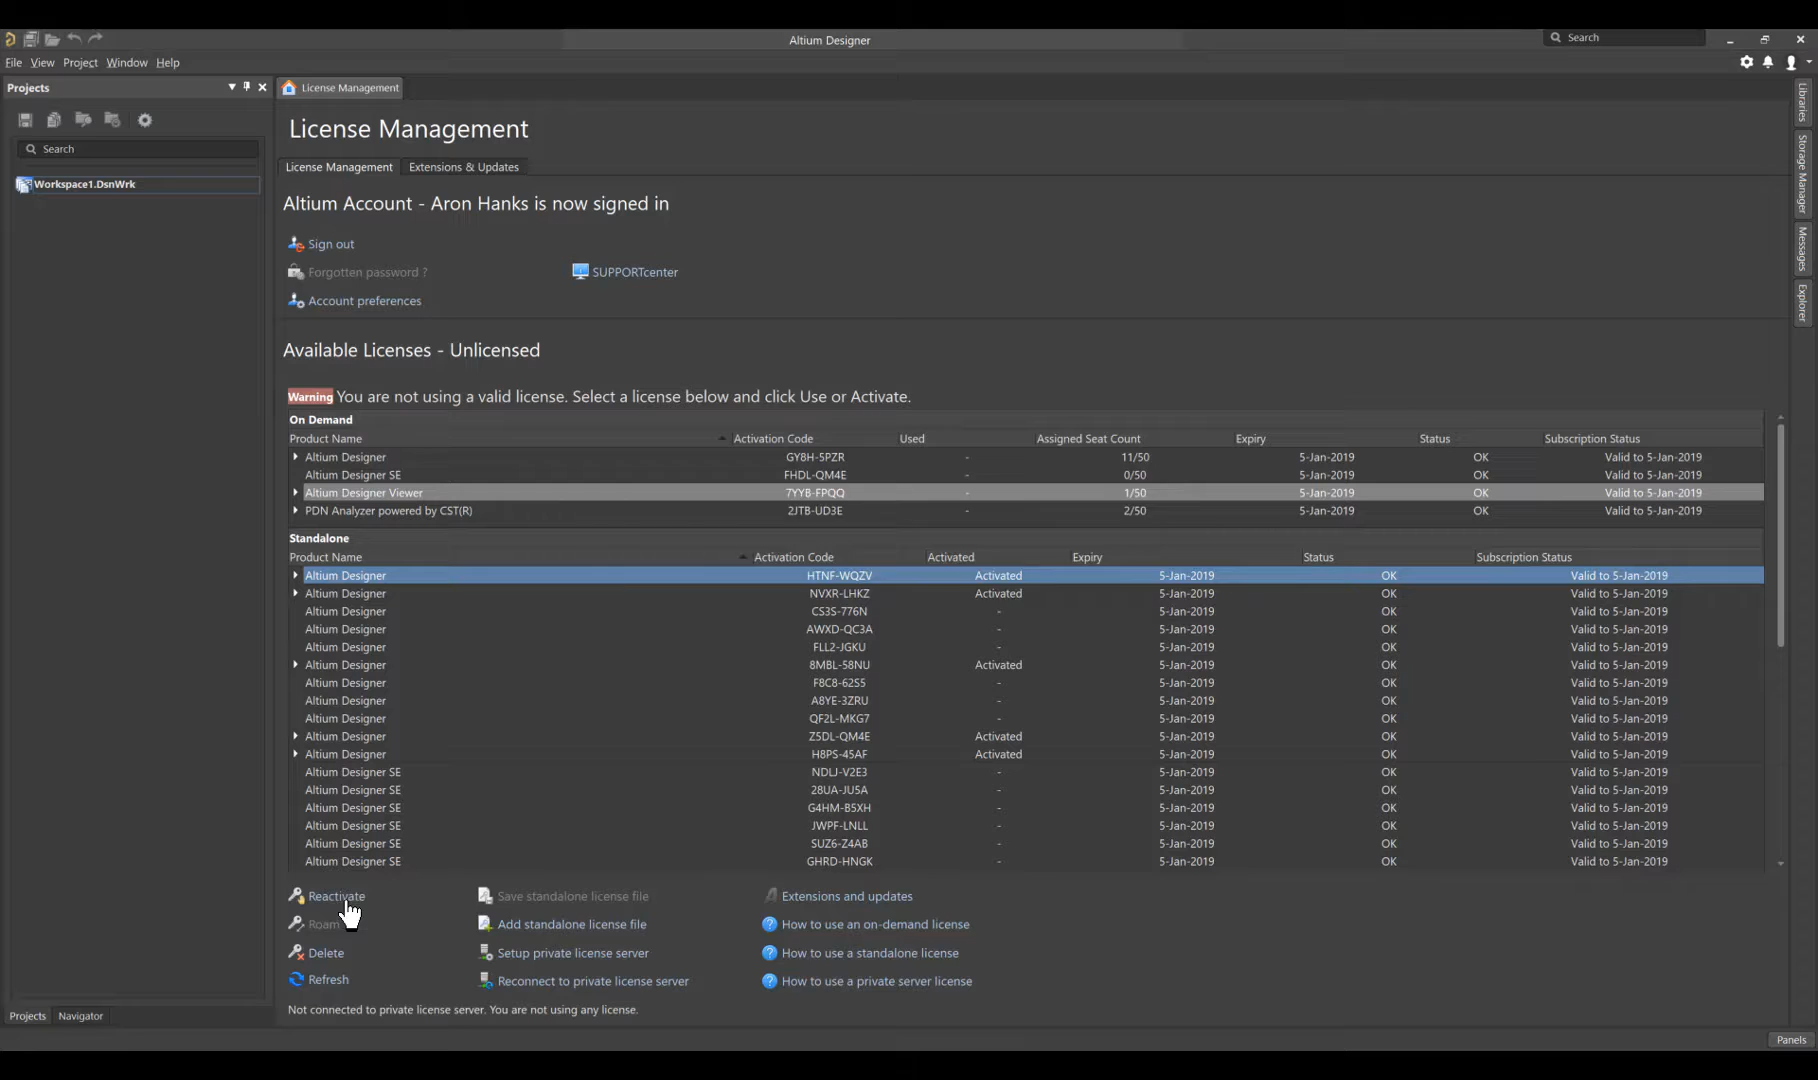 Altium Designer
Search
File View Project Window Help
Projects
License Management
Search
Workspace1.DsnWrk
License Management
License Management Extensions & Updates
Altium Account - Aron Hanks is now signed in
Sign out
Forgotten password ? SUPPORTcenter
Account preferences
Available Licenses - Unlicensed
Warning You are not using a valid license. Select a license below and click Use or Activate.
On Demand
Product Name Activation Code Used Assigned Seat Count Expiry Status Subscription Status
Altium Designer GY8H-5PZR - 11/50 5-Jan-2019 OK Valid to 5-Jan-2019
Altium Designer SE FHDL-QM4E - 0/50 5-Jan-2019 OK Valid to 5-Jan-2019
Altium Designer Viewer 7YYB-FPQQ - 1/50 5-Jan-2019 OK Valid to 5-Jan-2019
PDN Analyzer powered by CST(R) 2JTB-UD3E - 2/50 5-Jan-2019 OK Valid to 5-Jan-2019
Standalone
Product Name Activation Code Activated Expiry Status Subscription Status
Altium Designer HTNF-WQZV Activated 5-Jan-2019 OK Valid to 5-Jan-2019
Altium Designer NVXR-LHKZ Activated 5-Jan-2019 OK Valid to 5-Jan-2019
Altium Designer CS3S-776N - 5-Jan-2019 OK Valid to 5-Jan-2019
Altium Designer AWXD-QC3A - 5-Jan-2019 OK Valid to 5-Jan-2019
Altium Designer FLL2-JGKU - 5-Jan-2019 OK Valid to 5-Jan-2019
Altium Designer 8MBL-58NU Activated 5-Jan-2019 OK Valid to 5-Jan-2019
Altium Designer F8C8-62S5 - 5-Jan-2019 OK Valid to 5-Jan-2019
Altium Designer A8YE-3ZRU - 5-Jan-2019 OK Valid to 5-Jan-2019
Altium Designer QF2L-MKG7 - 5-Jan-2019 OK Valid to 5-Jan-2019
Altium Designer Z5DL-QM4E Activated 5-Jan-2019 OK Valid to 5-Jan-2019
Altium Designer H8PS-45AF Activated 5-Jan-2019 OK Valid to 5-Jan-2019
Altium Designer SE NDLJ-V2E3 - 5-Jan-2019 OK Valid to 5-Jan-2019
Altium Designer SE 28UA-JU5A - 5-Jan-2019 OK Valid to 5-Jan-2019
Altium Designer SE G4HM-B5XH - 5-Jan-2019 OK Valid to 5-Jan-2019
Altium Designer SE JWPF-LNLL - 5-Jan-2019 OK Valid to 5-Jan-2019
Altium Designer SE SUZ6-Z4AB - 5-Jan-2019 OK Valid to 5-Jan-2019
Altium Designer SE GHRD-HNGK - 5-Jan-2019 OK Valid to 5-Jan-2019
Reactivate Save standalone license file Extensions and updates
Roam Add standalone license file How to use an on-demand license
Delete Setup private license server How to use a standalone license
Refresh Reconnect to private license server How to use a private server license
Not connected to private license server. You are not using any license.
Projects Navigator
Panels
Libraries
Storage Manager
Messages
Explorer